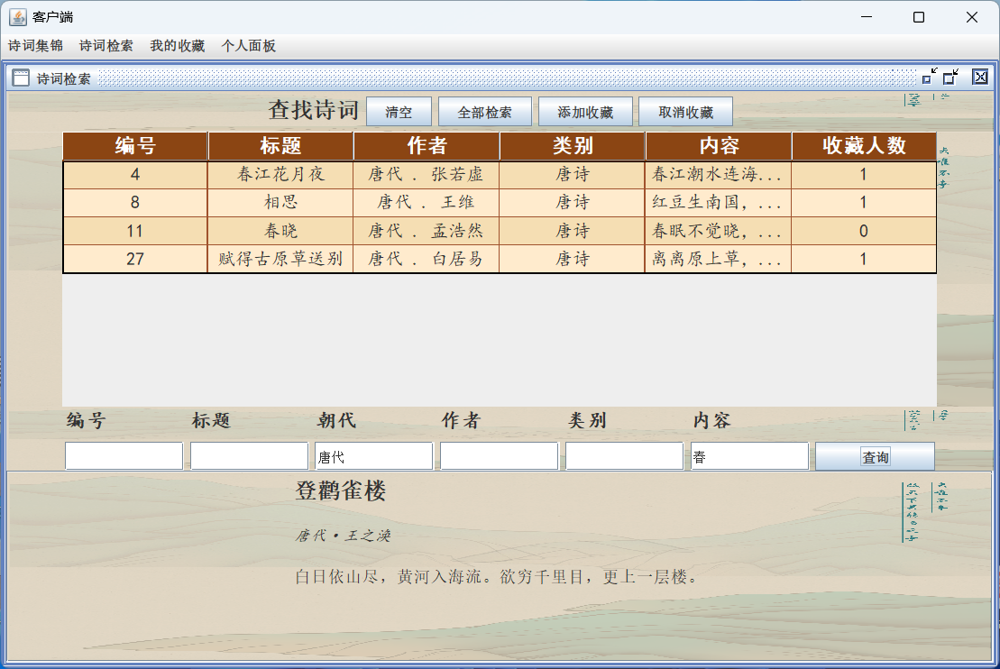 客户端
诗词集锦 诗词检索 我的收藏 个人面板
诗词检索
查找诗词 清空 全部检索 添加收藏 取消收藏
编号 标题 作者 类别 内容 收藏人数
4 春江花月夜 唐代 . 张若虚 唐诗 春江潮水连海... 1
8 相思 唐代 . 王维 唐诗 红豆生南国，... 1
11 春晓 唐代 . 孟浩然 唐诗 春眠不觉晓，... 0
27 赋得古原草送别 唐代 . 白居易 唐诗 离离原上草，... 1
编号 标题 朝代 作者 类别 内容
唐代 春 查询
登鹳雀楼
唐代·王之涣
白日依山尽，黄河入海流。欲穷千里目，更上一层楼。